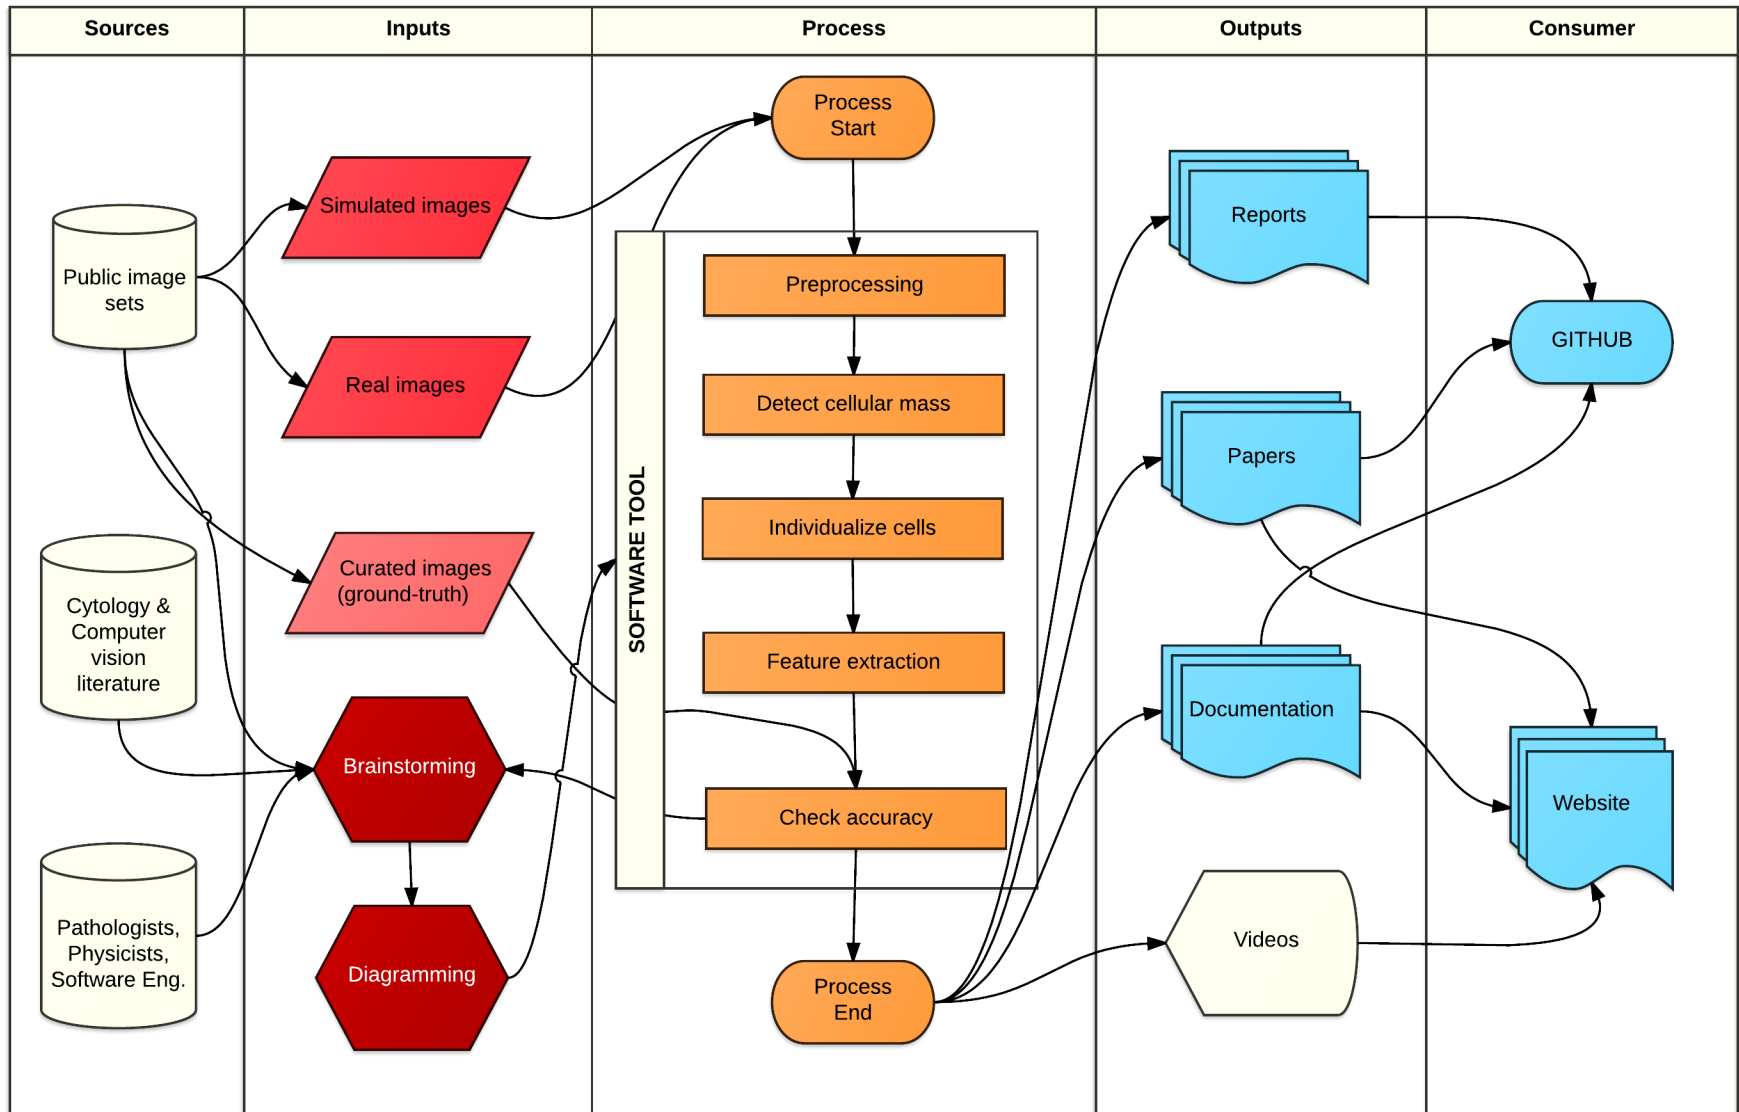 Sources
Inputs
Process
Outputs
Consumer
Public image
sets
Cytology &
Computer
vision
literature
Pathologists,
Physicists,
Software Eng.
Simulated images
Real images
Curated images
(ground-truth)
Brainstorming
Diagramming
Process
Start
SOFTWARE TOOL
Preprocessing
Detect cellular mass
Individualize cells
Feature extraction
Check accuracy
Process
End
Reports
Papers
Documentation
Videos
GITHUB
Website